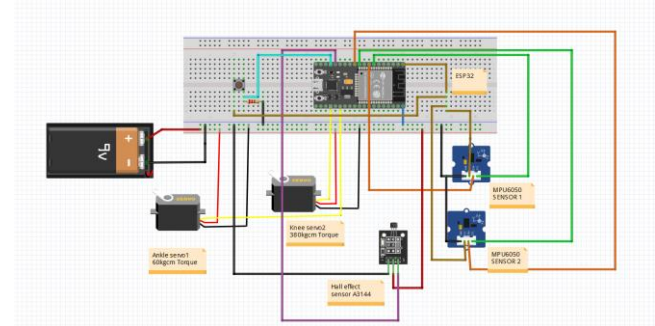 ESP32
9v
+
-
MPU6050
SENSOR 1
Knee servo2
380kgcm Torque
MPU6050
SENSOR 2
Ankle servo1
60kgcm Torque
Hall effect
sensor A3144